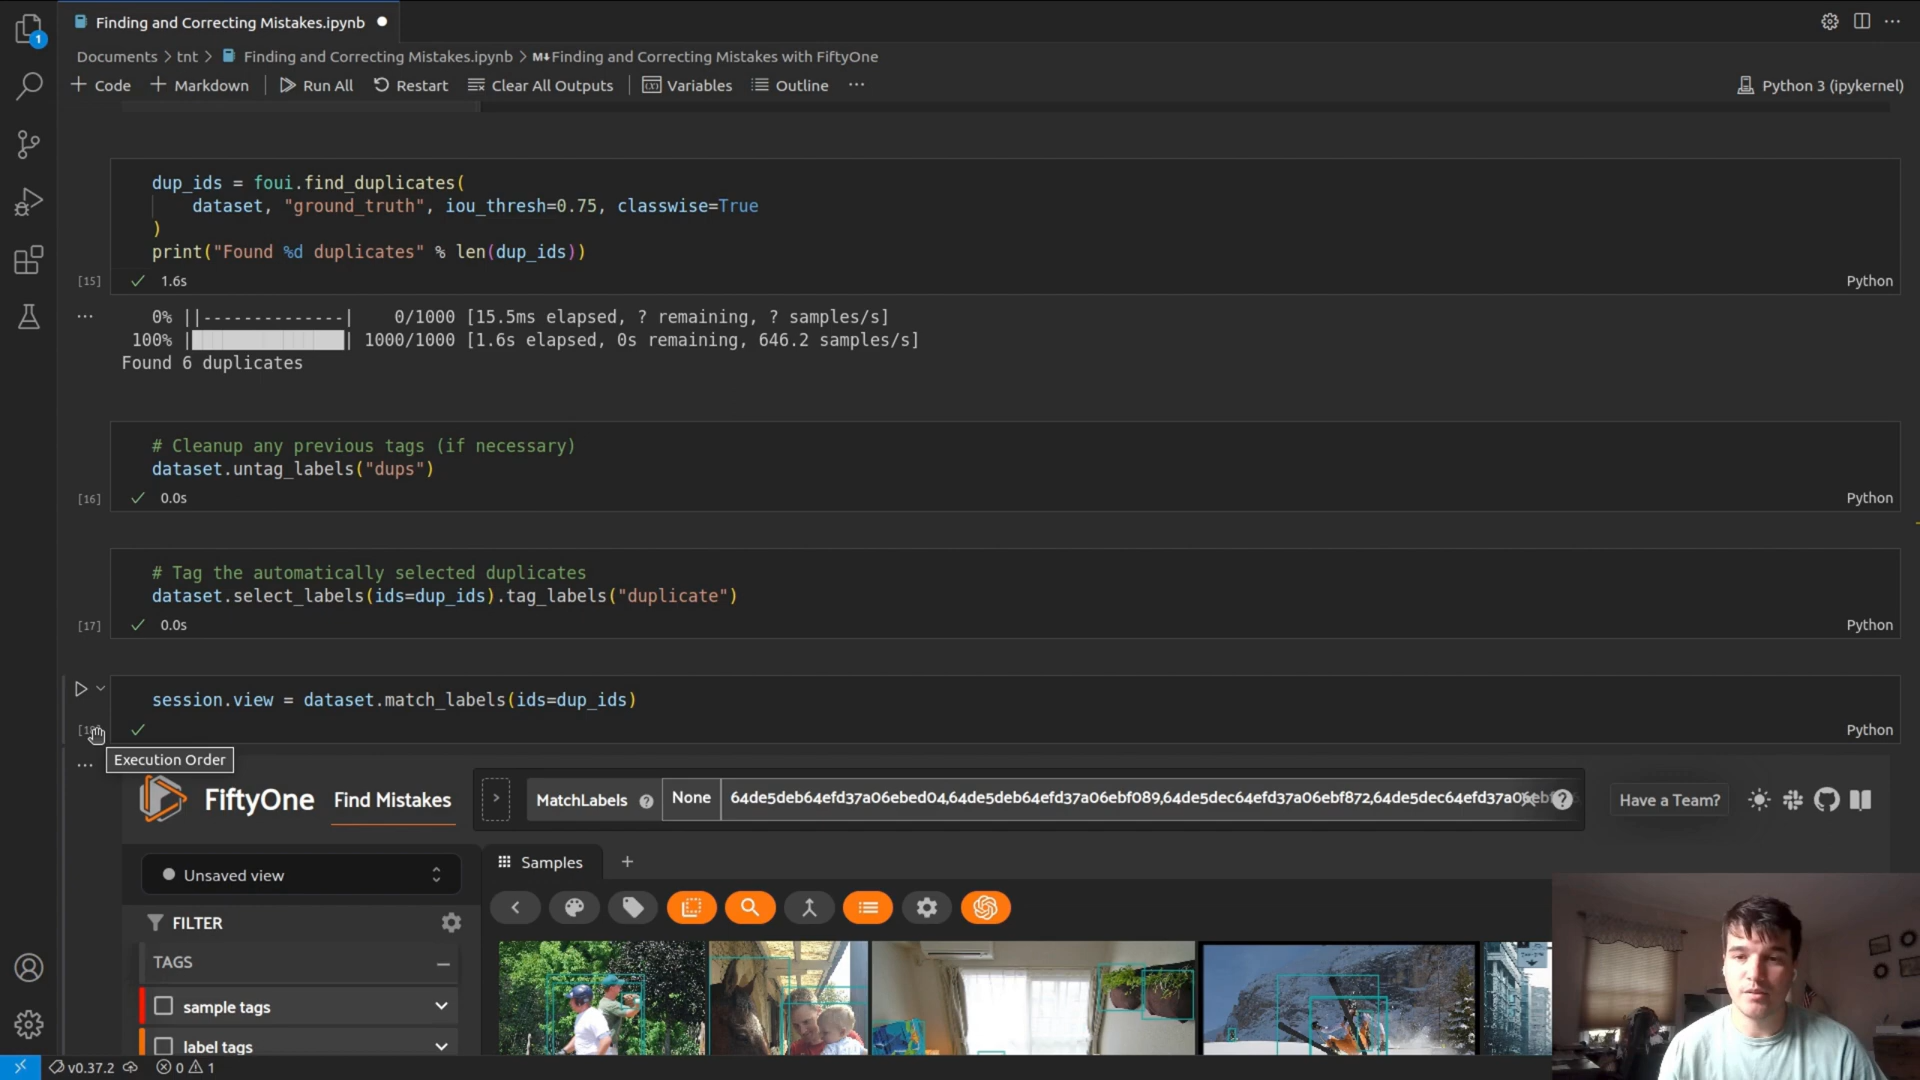 Finding and Correcting Mistakes.ipynb
1
Documents > tnt > Finding and Correcting Mistakes.ipynb > M↓Finding and Correcting Mistakes with FiftyOne
+ Code + Markdown Run All Restart Clear All Outputs Variables Outline ...
Python 3 (ipykernel)
dup_ids = foui.find_duplicates(
dataset, "ground_truth", iou_thresh=0.75, classwise=True
)
print("Found %d duplicates" % len(dup_ids))
[15] 1.6s Python
0% ||--------------| 0/1000 [15.5ms elapsed, ? remaining, ? samples/s]
100% |███████████████| 1000/1000 [1.6s elapsed, 0s remaining, 646.2 samples/s]
Found 6 duplicates
# Cleanup any previous tags (if necessary)
dataset.untag_labels("dups")
[16] 0.0s Python
# Tag the automatically selected duplicates
dataset.select_labels(ids=dup_ids).tag_labels("duplicate")
[17] 0.0s Python
session.view = dataset.match_labels(ids=dup_ids)
Python
Execution Order
FiftyOne Find Mistakes > MatchLabels ? None 64de5deb64efd37a06ebed04,64de5deb64efd37a06ebf089,64de5dec64efd37a06ebf872,64de5dec64efd37a0 ? Have a Team?
Unsaved view
Samples +
FILTER
TAGS
sample tags
label tags
v0.37.2 0 1